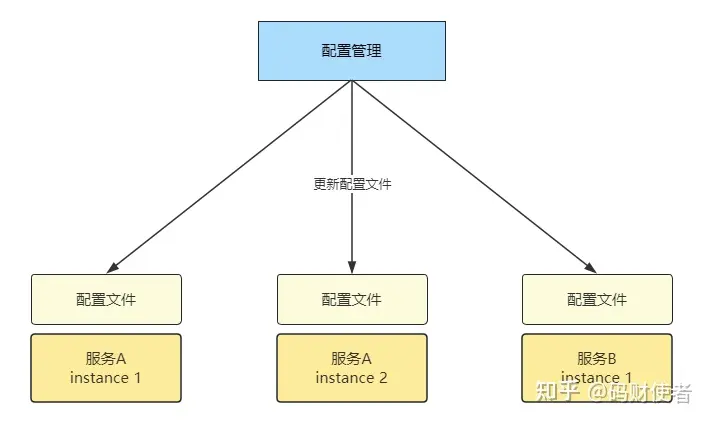 配置管理
更新配置文件
配置文件
配置文件
配置文件
服务A
instance 1
服务A
instance 2
服务B
instance 1
知乎 @码财使者